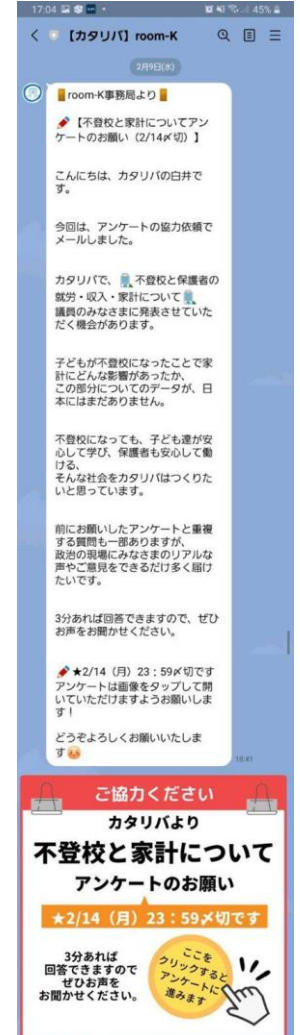 17:04
45%
【カタリバ】room-K
2月9日(水)
room-K事務局より
【不登校と家計についてアン
ケートのお願い（2/14〆切）】
こんにちは、カタリバの白井で
す。
今回は、アンケートの協力依頼で
メールしました。
カタリバで、不登校と保護者の
就労・収入・家計について
議員のみなさまに発表させていた
だく機会があります。
子どもが不登校になったことで家
計にどんな影響があったか、
この部分についてのデータが、日
本にはまだありません。
不登校になっても、子ども達が安
心して学び、保護者も安心して働
ける、
そんな社会をカタリバはつくりた
いと思っています。
前にお願いしたアンケートと重複
する質問も一部ありますが、
政治の現場にみなさまのリアルな
声やご意見をできるだけ多く届け
たいです。
3分あれば回答できますので、ぜひ
お声をお聞かせください。
★2/14（月）23：59〆切です
アンケートは画像をタップして開
いていただけますようお願いしま
す！
どうぞよろしくお願いいたしま
す
18:41
ご協力ください
カタリバより
不登校と家計について
アンケートのお願い
★2/14（月）23：59〆切です
3分あれば
回答できますので
ぜひお声を
お聞かせください。
ここを
クリックすると
アンケートに
進みます